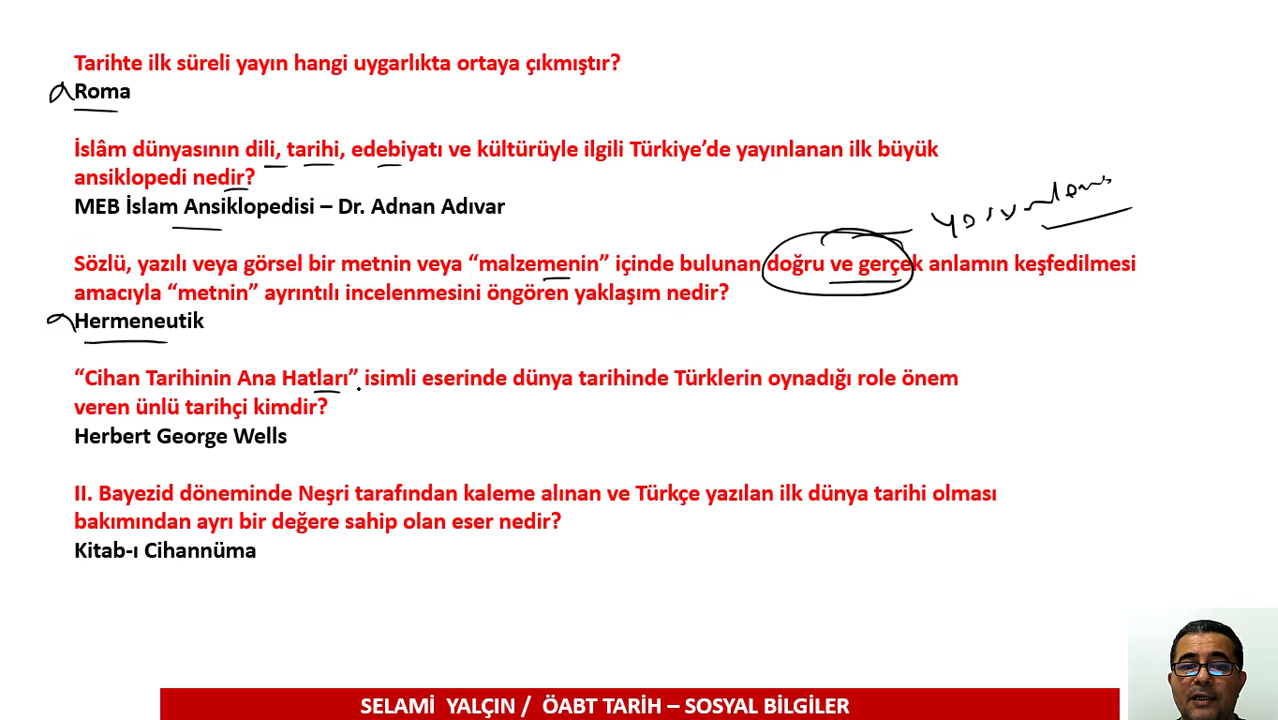 Tarihte ilk süreli yayın hangi uygarlıkta ortaya çıkmıştır?
Roma
İslâm dünyasının dili, tarihi, edebiyatı ve kültürüyle ilgili Türkiye’de yayınlanan ilk büyük
ansiklopedi nedir?
MEB İslam Ansiklopedisi – Dr. Adnan Adıvar
Sözlü, yazılı veya görsel bir metnin veya “malzemenin” içinde bulunan doğru ve gerçek anlamın keşfedilmesi
amacıyla “metnin” ayrıntılı incelenmesini öngören yaklaşım nedir?
Hermeneutik
“Cihan Tarihinin Ana Hatları” isimli eserinde dünya tarihinde Türklerin oynadığı role önem
veren ünlü tarihçi kimdir?
Herbert George Wells
II. Bayezid döneminde Neşri tarafından kaleme alınan ve Türkçe yazılan ilk dünya tarihi olması
bakımından ayrı bir değere sahip olan eser nedir?
Kitab-ı Cihannüma
SELAMİ YALÇIN / ÖABT TARİH – SOSYAL BİLGİLER